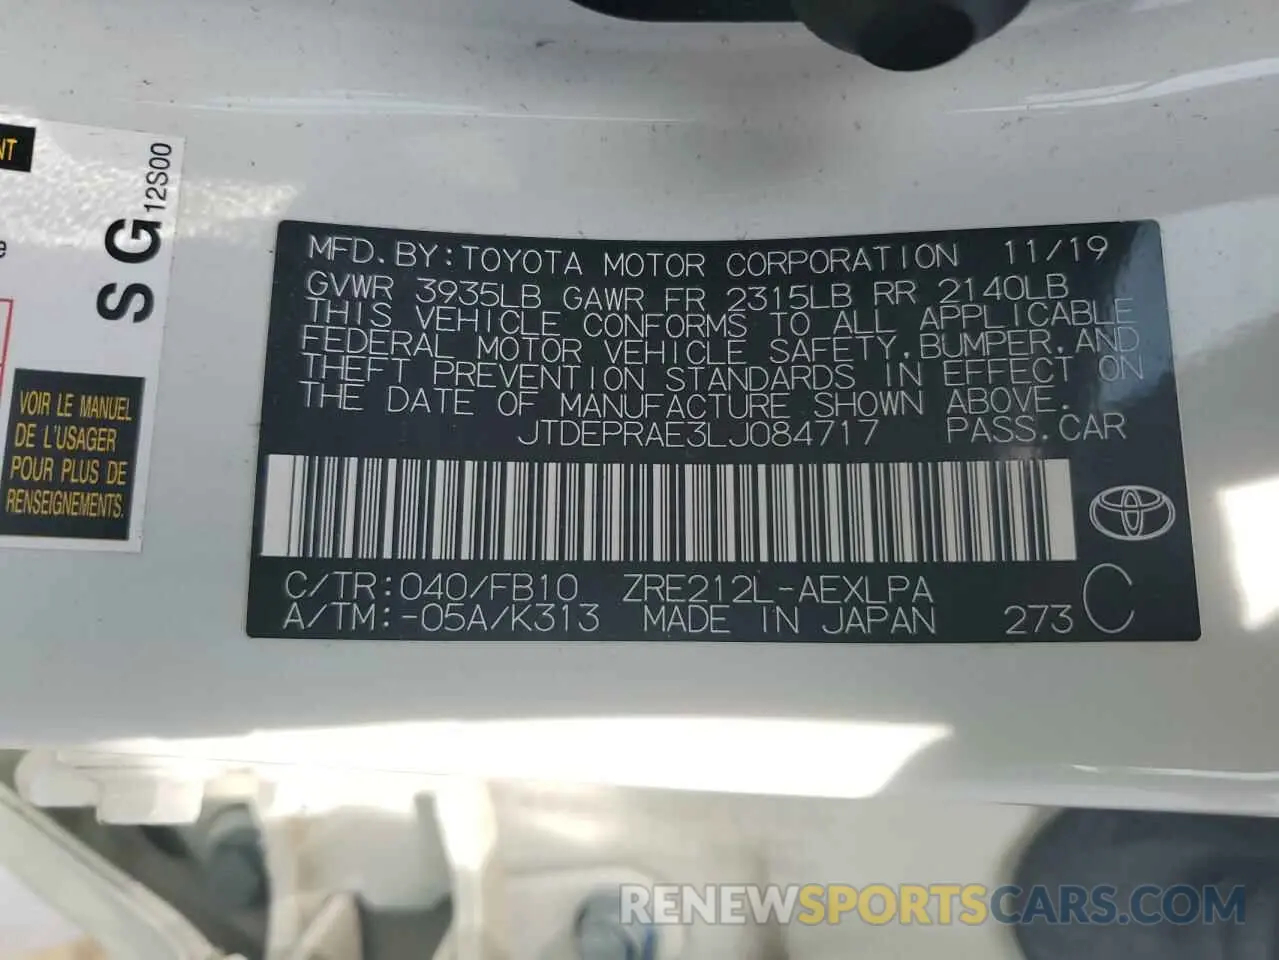 NT
e
SG 12S00
VOIR LE MANUEL
DE L'USAGER
POUR PLUS DE
RENSEIGNEMENTS.
MFD.BY:TOYOTA MOTOR CORPORATION 11/19
GVWR 3935LB GAWR FR 2315LB RR 2140LB
THIS VEHICLE CONFORMS TO ALL APPLICABLE
FEDERAL MOTOR VEHICLE SAFETY,BUMPER,AND
THEFT PREVENTION STANDARDS IN EFFECT ON
THE DATE OF MANUFACTURE SHOWN ABOVE.
JTDEPRAE3LJ084717 PASS.CAR
C/TR:040/FB10 ZRE212L-AEXLPA
A/TM:-05A/K313 MADE IN JAPAN 273 C
RENEWSPORTSCARS.COM